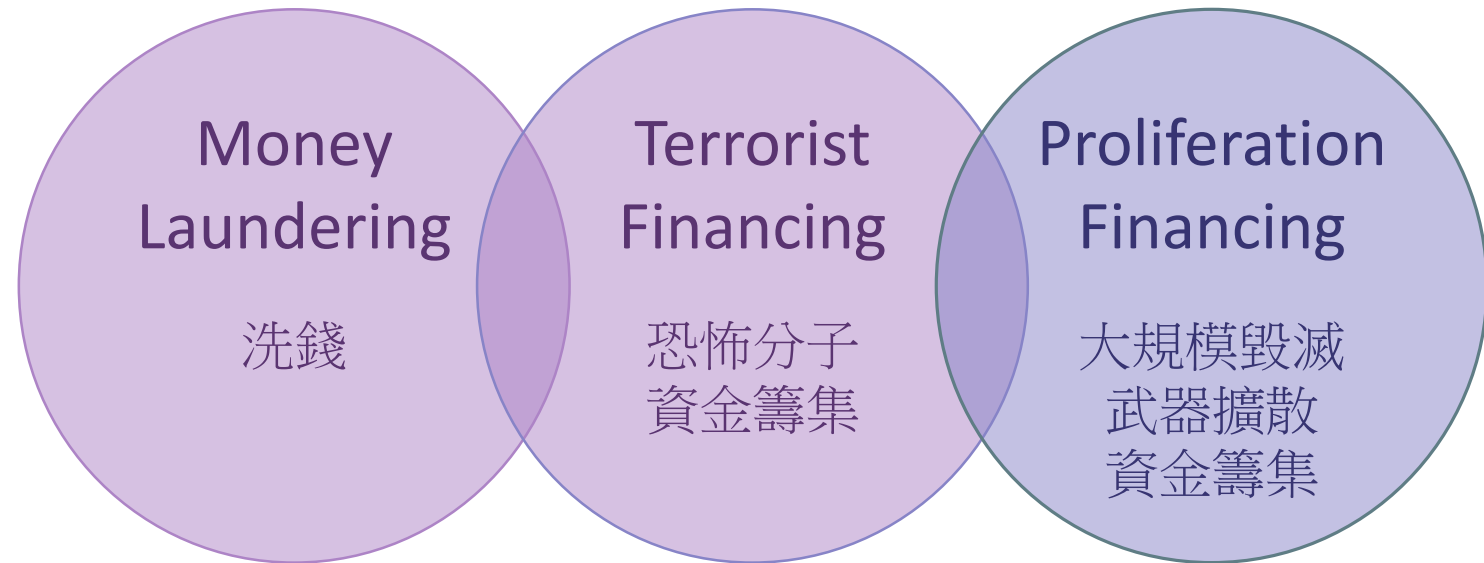 Money
Laundering
洗錢
Terrorist
Financing
恐怖分子
資金籌集
Proliferation
Financing
大規模毀滅
武器擴散
資金籌集